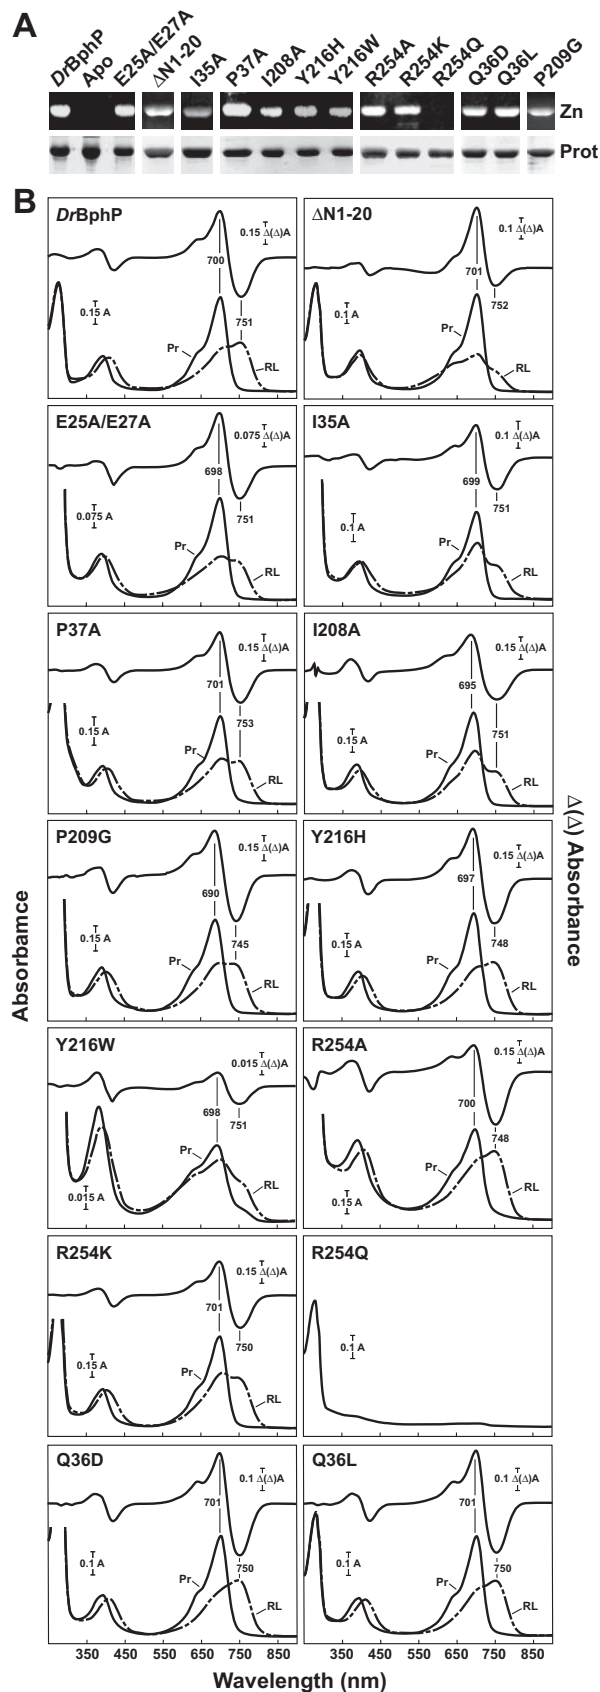 A
DrBphP Apo E25A/E27A ΔN1-20 I35A P37A I208A Y216H Y216W R254A R254K R254Q Q36D Q36L P209G
Zn
Prot
B
DrBphP
0.15 Δ(Δ)A
700
0.15 A
751
Pr
RL
ΔN1-20
0.1 Δ(Δ)A
701
752
0.1 A
Pr
RL
E25A/E27A
0.075 Δ(Δ)A
698
0.075 A
751
Pr
RL
I35A
0.1 Δ(Δ)A
699
751
0.1 A
Pr
RL
P37A
0.15 Δ(Δ)A
701
0.15 A
753
Pr
RL
I208A
0.15 Δ(Δ)A
695
0.15 A
751
Pr
RL
P209G
0.15 Δ(Δ)A
690
0.15 A
745
Pr
RL
Y216H
0.15 Δ(Δ)A
697
0.15 A
748
Pr
RL
Y216W
0.015 Δ(Δ)A
698
751
Pr
0.015 A
RL
R254A
0.15 Δ(Δ)A
700
748
Pr
0.15 A
RL
R254K
0.15 Δ(Δ)A
701
750
0.15 A
Pr
RL
R254Q
0.1 A
Q36D
0.1 Δ(Δ)A
701
0.1 A
750
Pr
RL
Q36L
0.1 Δ(Δ)A
701
0.1 A
750
Pr
RL
Absorbamce
Δ(Δ) Absorbance
350 450 550 650 750 850 350 450 550 650 750 850
Wavelength (nm)